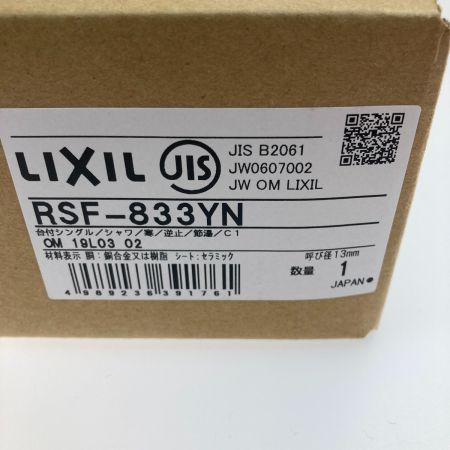 LIXIL JIS JIS B2061
JW0607002
JW OM LIXIL
RSF-833YN
台付シングル/シャワ/寒/逆止/節湯/C1
OM 19L03 02
材料表示 胴:銅合金又は樹脂 シート:セラミック
呼び径13mm
数量 1
4989236391761
JAPAN●